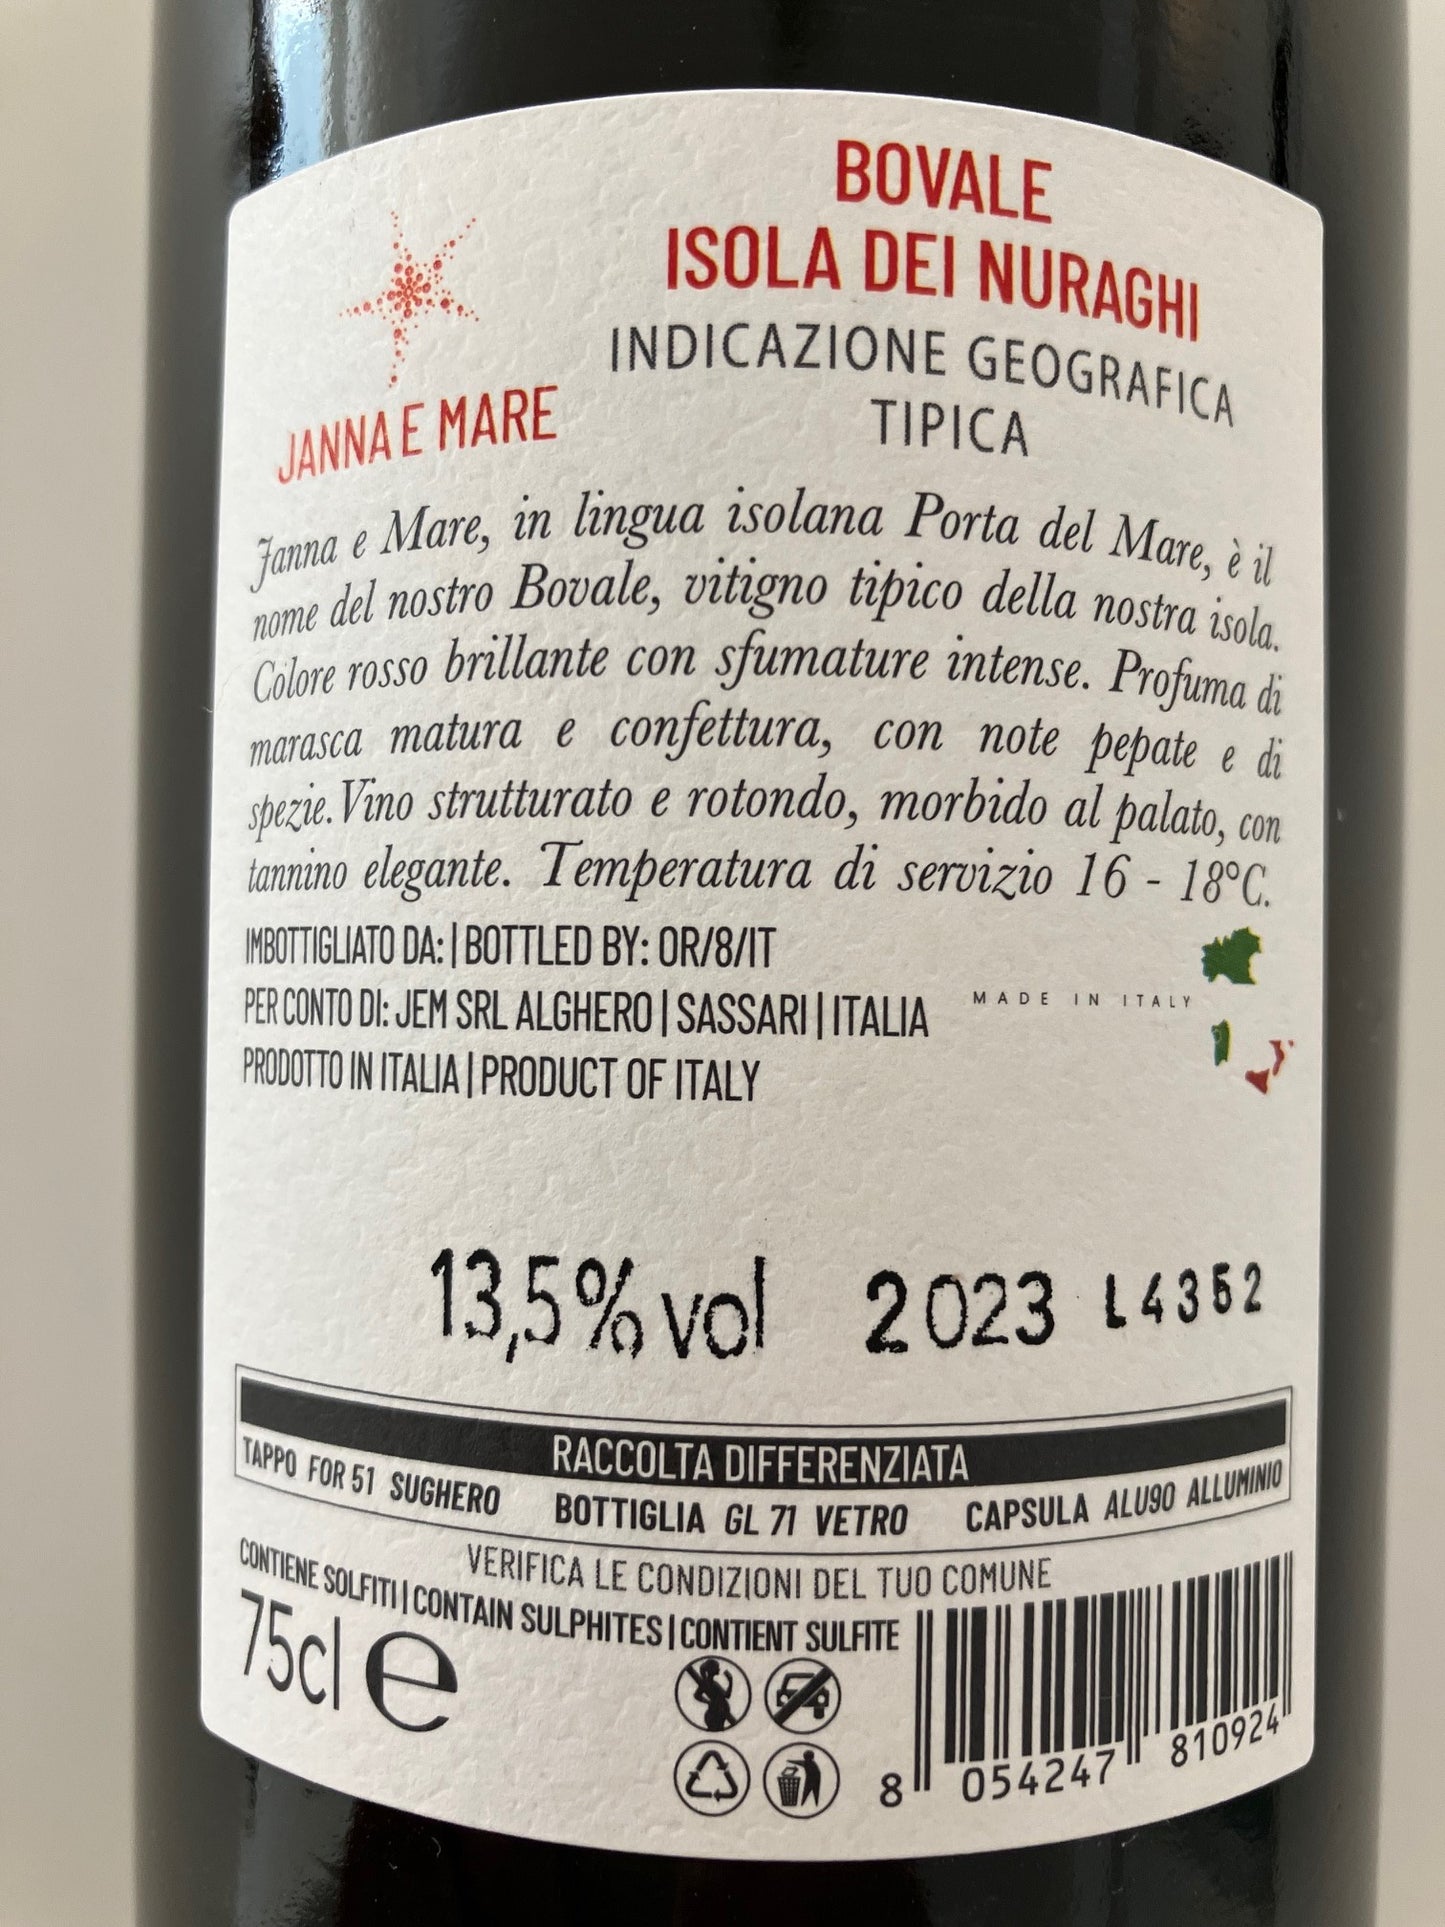 BOVALE
ISOLA DEI NURAGHI
INDICAZIONE GEOGRAFICA
TIPICA
JANNA E MARE
Janna e Mare, in lingua isolana Porta del Mare, è il
nome del nostro Bovale, vitigno tipico della nostra isola.
Colore rosso brillante con sfumature intense. Profuma di
marasca matura e confettura, con note pepate e di
spezie. Vino strutturato e rotondo, morbido al palato, con
tannino elegante. Temperatura di servizio 16 - 18°C.
IMBOTTIGLIATO DA: | BOTTLED BY: OR/8/IT
PER CONTO DI: JEM SRL ALGHERO | SASSARI | ITALIA
PRODOTTO IN ITALIA | PRODUCT OF ITALY
MADE IN ITALY
13,5% vol 2023 L4352
RACCOLTA DIFFERENZIATA
TAPPO FOR 51 SUGHERO BOTTIGLIA GL 71 VETRO CAPSULA ALU90 ALLUMINIO
VERIFICA LE CONDIZIONI DEL TUO COMUNE
CONTIENE SOLFITI | CONTAIN SULPHITES | CONTIENT SULFITE
75cl e
8 054247 810924